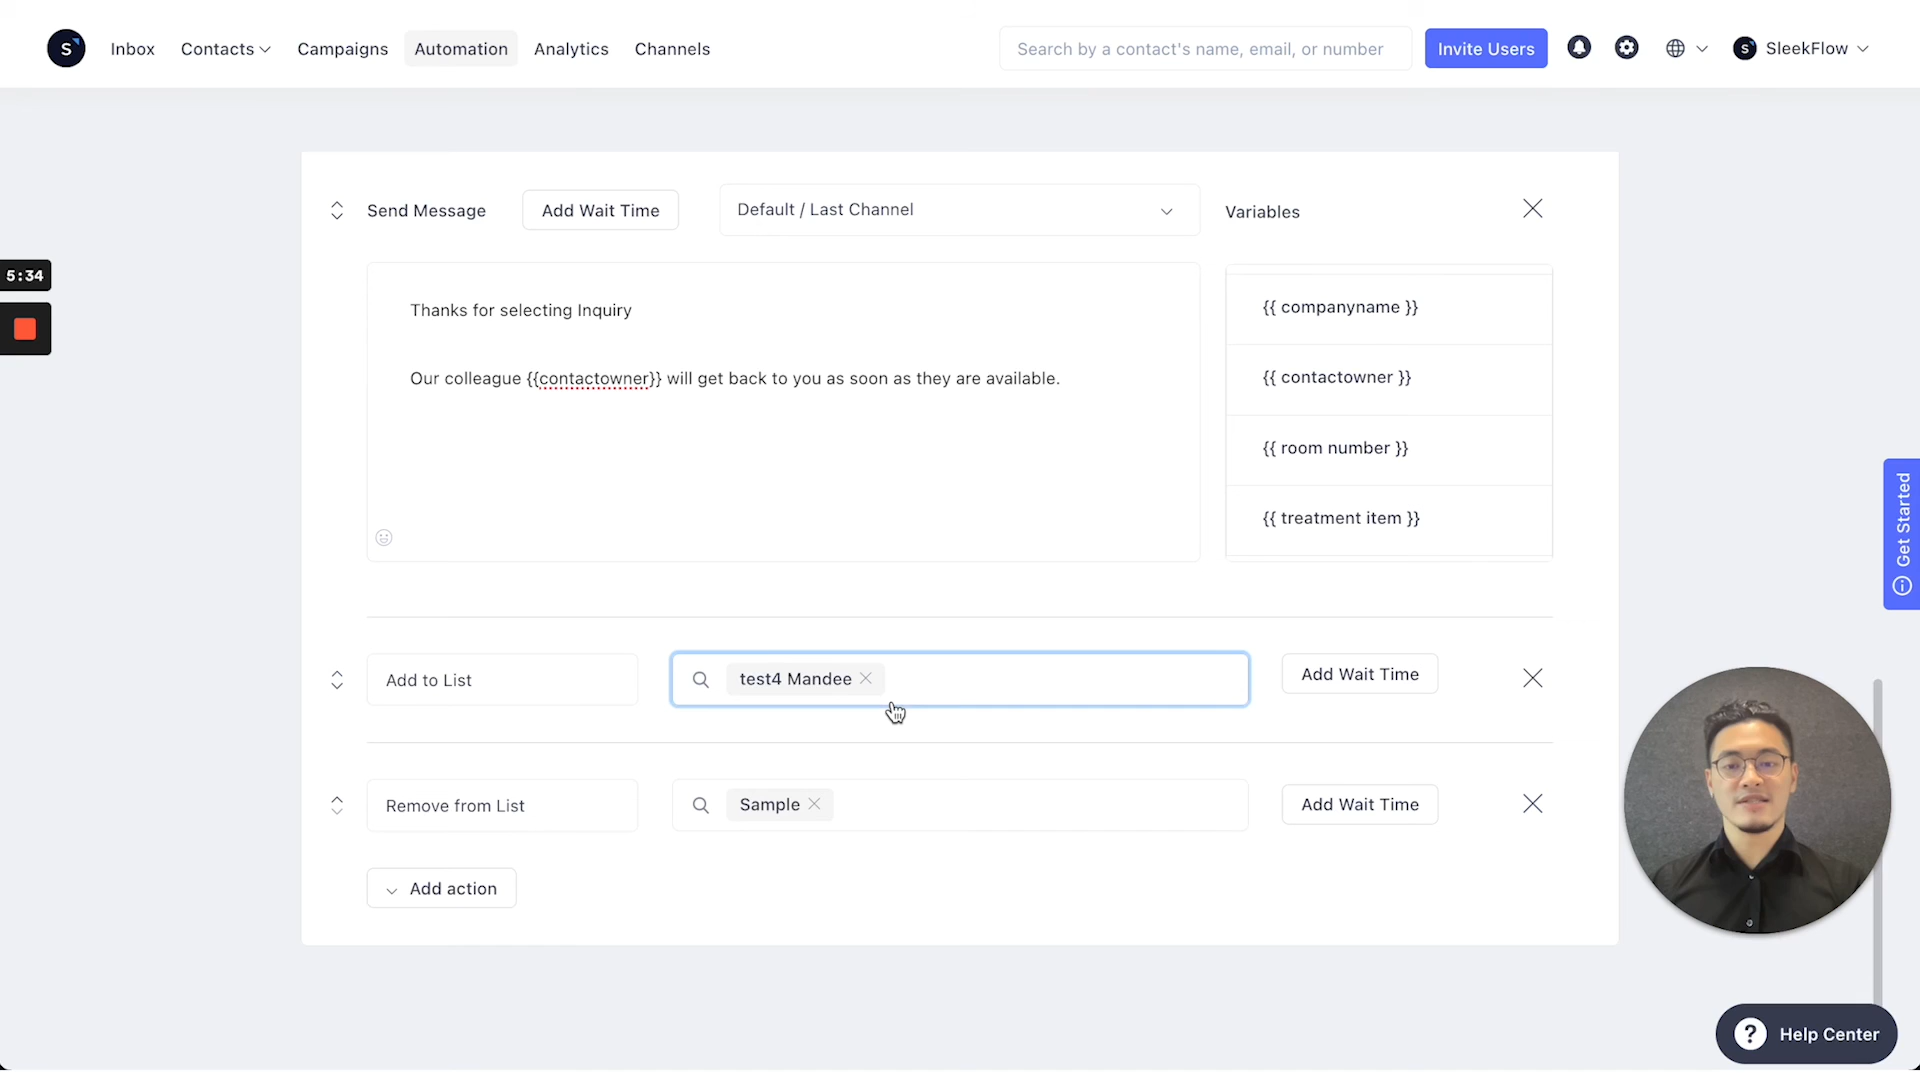 S Inbox Contacts Campaigns Automation Analytics Channels Search by a contact's name, email, or number Invite Users S SleekFlow
Send Message Add Wait Time Default / Last Channel Variables
5:34
Thanks for selecting Inquiry
Our colleague {{contactowner}} will get back to you as soon as they are available.
{{ companyname }}
{{ contactowner }}
{{ room number }}
{{ treatment item }}
Get Started
Add to List test4 Mandee Add Wait Time
Remove from List Sample Add Wait Time
Add action
? Help Center